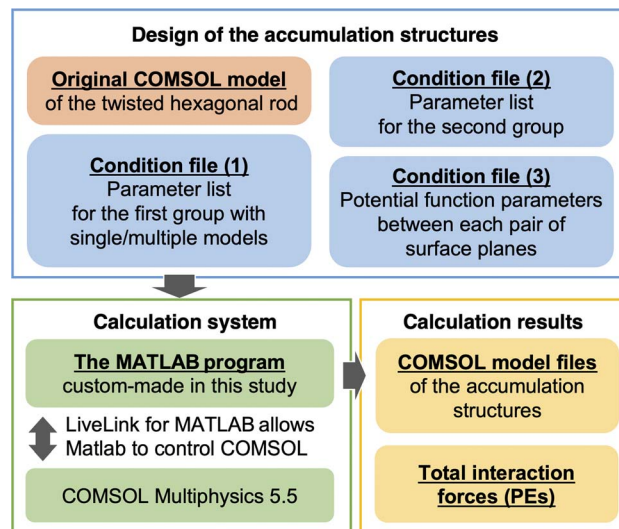 Design of the accumulation structures
Original COMSOL model
of the twisted hexagonal rod
Condition file (1)
Parameter list
for the first group with
single/multiple models
Condition file (2)
Parameter list
for the second group
Condition file (3)
Potential function parameters
between each pair of
surface planes
Calculation system
The MATLAB program
custom-made in this study
LiveLink for MATLAB allows
Matlab to control COMSOL
COMSOL Multiphysics 5.5
Calculation results
COMSOL model files
of the accumulation
structures
Total interaction
forces (PEs)